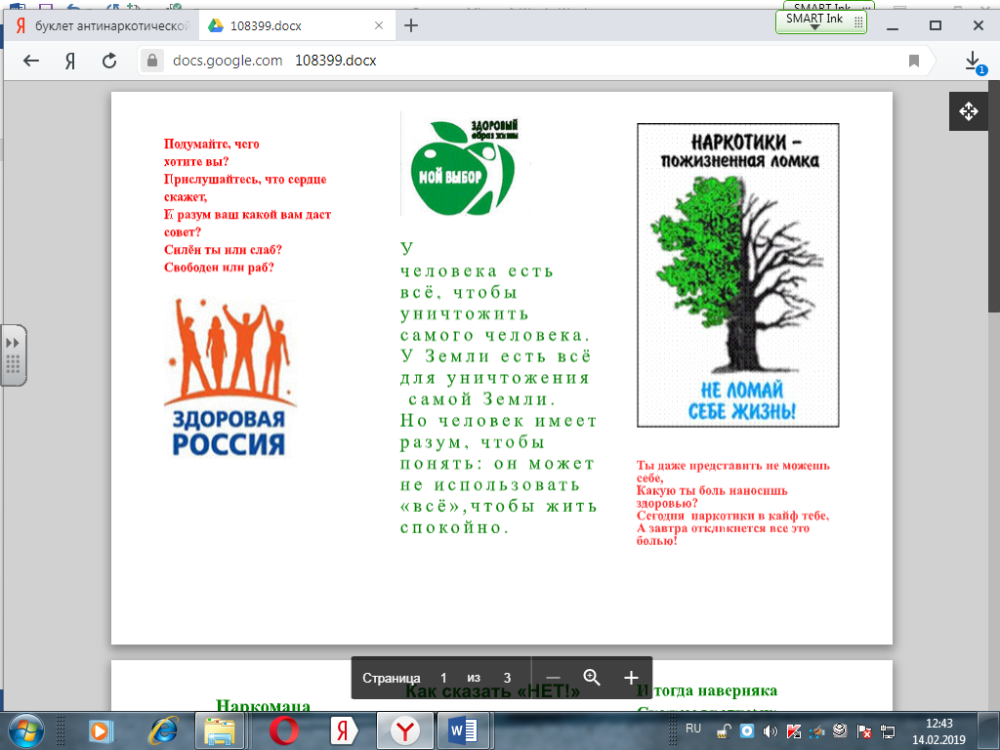 SMART Ink
буклет антинаркотической
108399.docx
SMART Ink
docs.google.com 108399.docx
1
Подумайте, чего
хотите вы?
Прислушайтесь, что сердце
скажет,
И разум ваш какой вам даст
совет?
Силён ты или слаб?
Свободен или раб?
ЗДОРОВАЯ
РОССИЯ
ЗДОРОВЫЙ
образ жизни
МОЙ ВЫБОР
У
человека есть
всё, чтобы
уничтожить
самого человека.
У Земли есть всё
для уничтожения
самой Земли.
Но человек имеет
разум, чтобы
понять: он может
не использовать
«всё»,чтобы жить
спокойно.
НАРКОТИКИ –
пожизненная ломка
НЕ ЛОМАЙ
СЕБЕ ЖИЗНЬ!
Ты даже представить не можешь
себе,
Какую ты боль наносишь
здоровью?
Сегодня наркотики в кайф тебе,
А завтра откликнется все это
болью!
Страница 1 из 3
Наркомана
Как сказать «НЕТ!»
И тогда наверняка
RU
12:43
14.02.2019